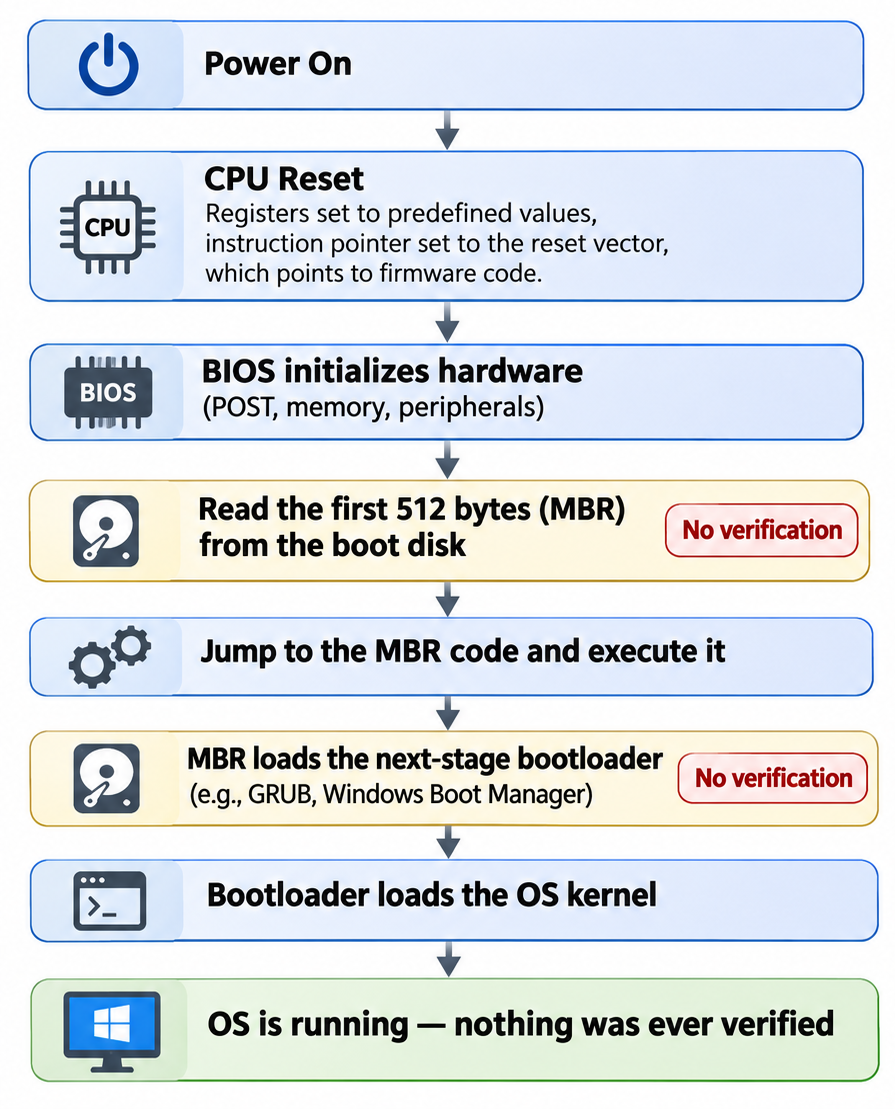 Power On
CPU
CPU Reset
Registers set to predefined values,
instruction pointer set to the reset vector,
which points to firmware code.
BIOS
BIOS initializes hardware
(POST, memory, peripherals)
Read the first 512 bytes (MBR)
from the boot disk
No verification
Jump to the MBR code and execute it
MBR loads the next-stage bootloader
(e.g., GRUB, Windows Boot Manager)
No verification
Bootloader loads the OS kernel
OS is running — nothing was ever verified